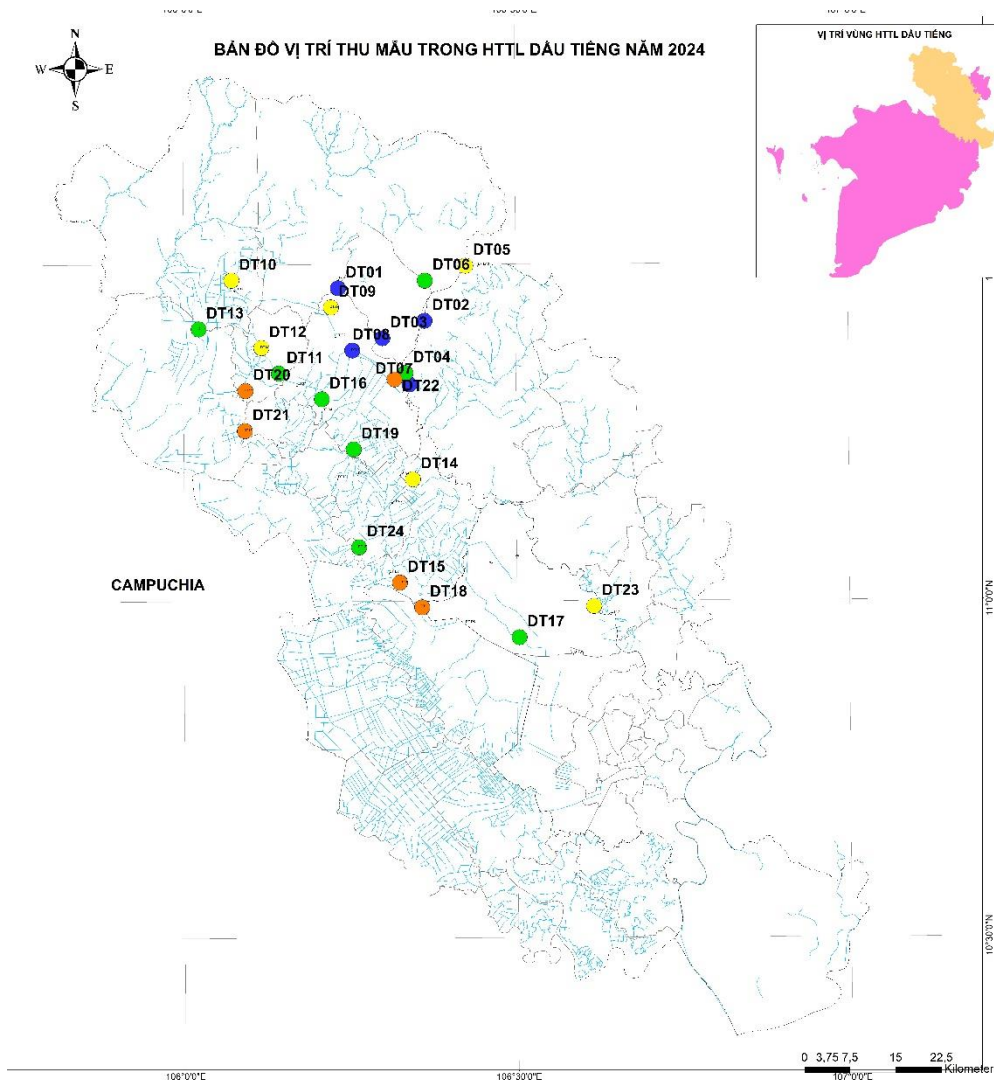 BẢN ĐỒ VỊ TRÍ THU MẪU TRONG HTTL DẦU TIẾNG NĂM 2024
VỊ TRÍ VÙNG HTTL DẦU TIẾNG
N
W
E
S
DT05
DT10
DT01
DT06
DT09
DT02
DT13
DT03
DT12
DT08
DT11
DT04
DT07
DT20
DT16
DT22
DT21
DT19
DT14
DT24
DT15
CAMPUCHIA
DT18
DT23
DT17
11°0'0"N
10°30'0"N
0 3,75 7,5 15 22,5
Kilometer
106°0'0"E
106°30'0"E
107°0'0"E